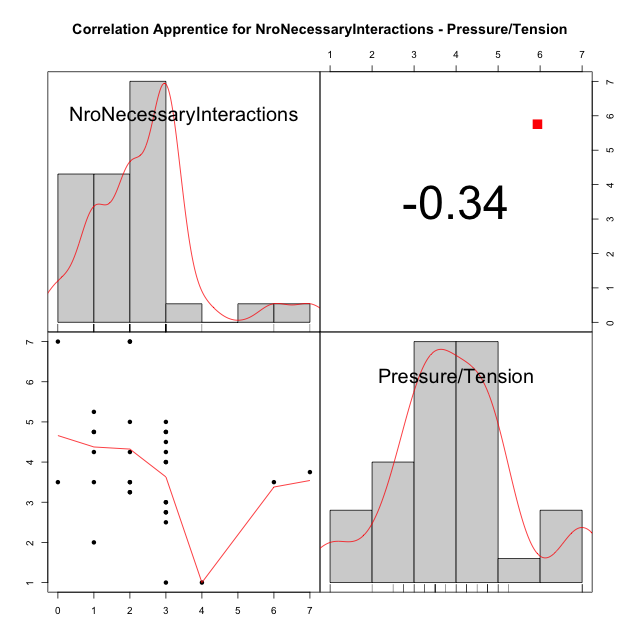 Correlation Apprentice for NroNecessaryInteractions - Pressure/Tension
1 2 3 4 5 6 7
NroNecessaryInteractions
-0.34
0 1 2 3 4 5 6 7
1 2 3 4 5 6 7
Pressure/Tension
0 1 2 3 4 5 6 7